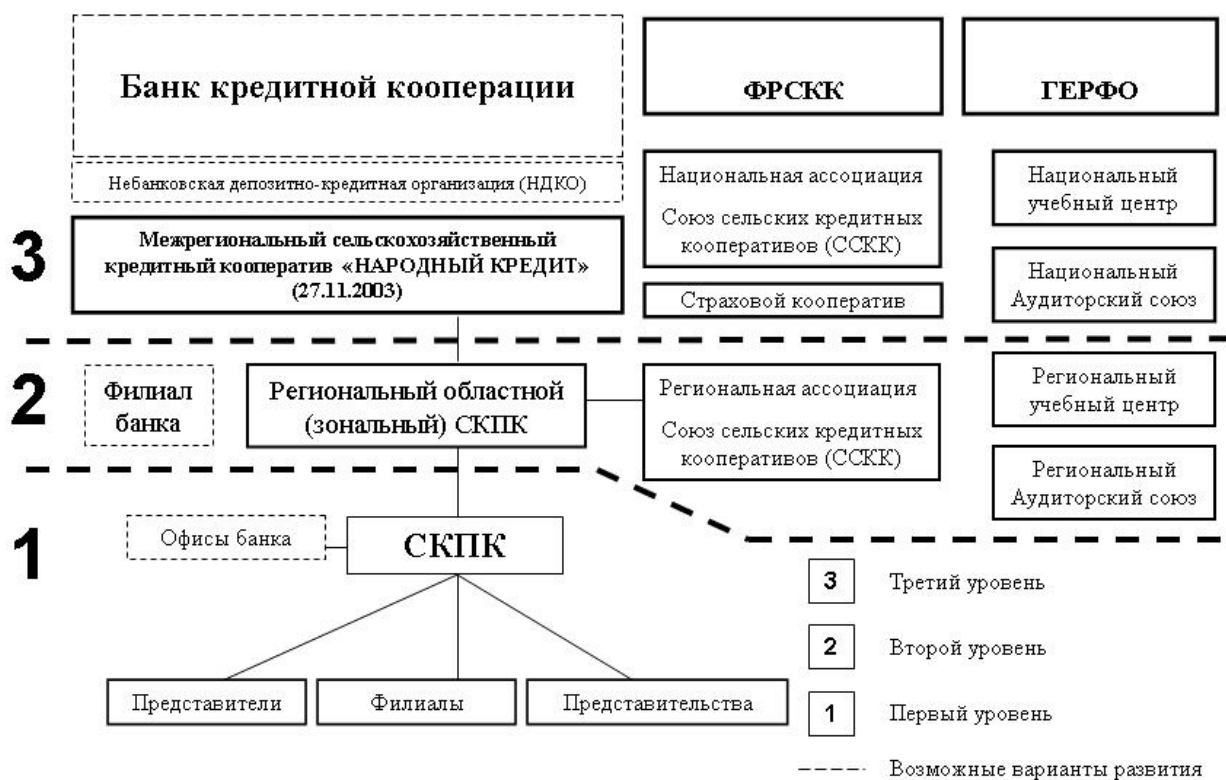 Банк кредитной кооперации
ФРСКК
ГЕРФО
Небанковская депозитно-кредитная организация (НДКО)
Национальная ассоциация
Союз сельских кредитных
кооперативов (ССКК)
Национальный
учебный центр
3
Межрегиональный сельскохозяйственный
кредитный кооператив «НАРОДНЫЙ КРЕДИТ»
(27.11.2003)
Страховой кооператив
Национальный
Аудиторский союз
2
Филиал
банка
Региональный областной
(зональный) СКПК
Региональная ассоциация
Союз сельских кредитных
кооперативов (ССКК)
Региональный
учебный центр
Региональный
Аудиторский союз
1
Офисы банка
СКПК
Представители
Филиалы
Представительства
3 Третий уровень
2 Второй уровень
1 Первый уровень
Возможные варианты развития